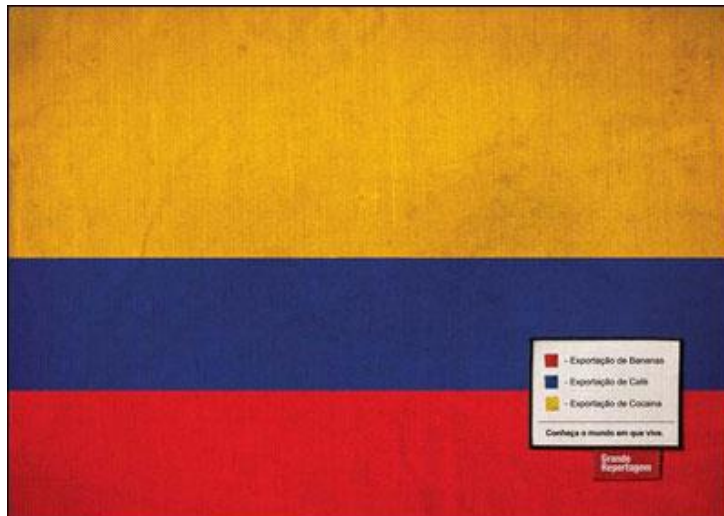 - Exportação de Bananas
- Exportação de Café
- Exportação de Cocaína
Conheça o mundo em que vive.
Grande
Reportagem